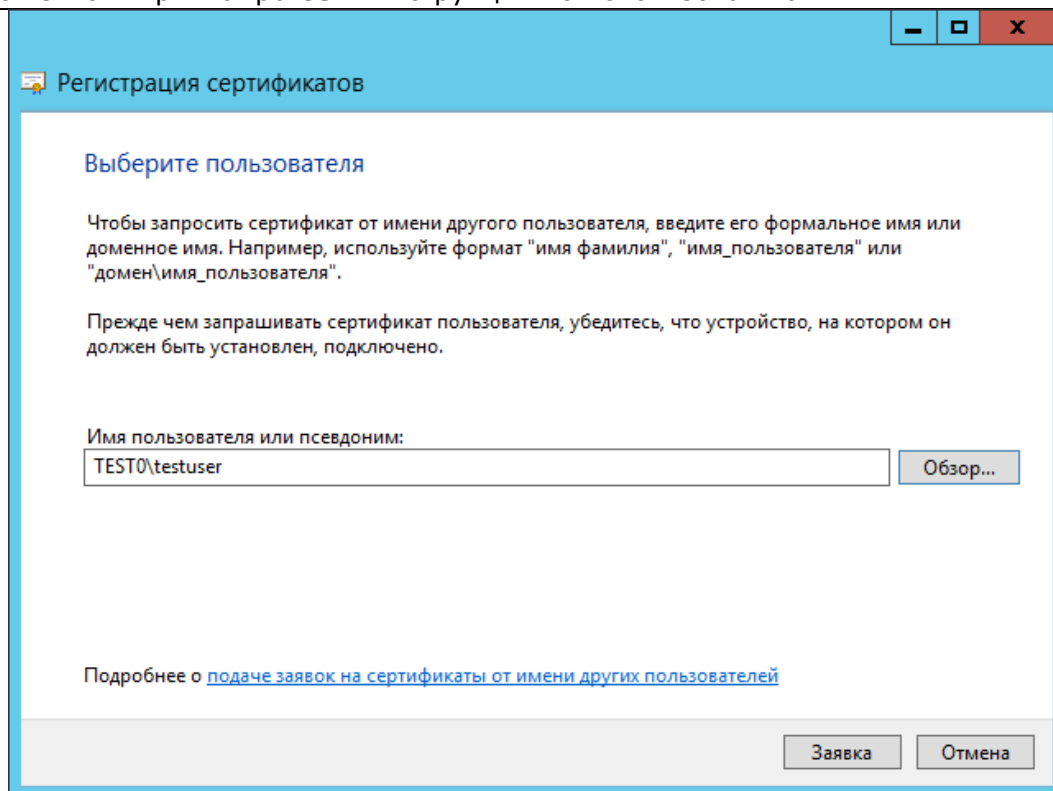 Регистрация сертификатов
Выберите пользователя
Чтобы запросить сертификат от имени другого пользователя, введите его формальное имя или
доменное имя. Например, используйте формат "имя фамилия", "имя_пользователя" или
"домен\имя_пользователя".
Прежде чем запрашивать сертификат пользователя, убедитесь, что устройство, на котором он
должен быть установлен, подключено.
Имя пользователя или псевдоним:
TEST0\testuser
Обзор...
Подробнее о подаче заявок на сертификаты от имени других пользователей
Заявка
Отмена